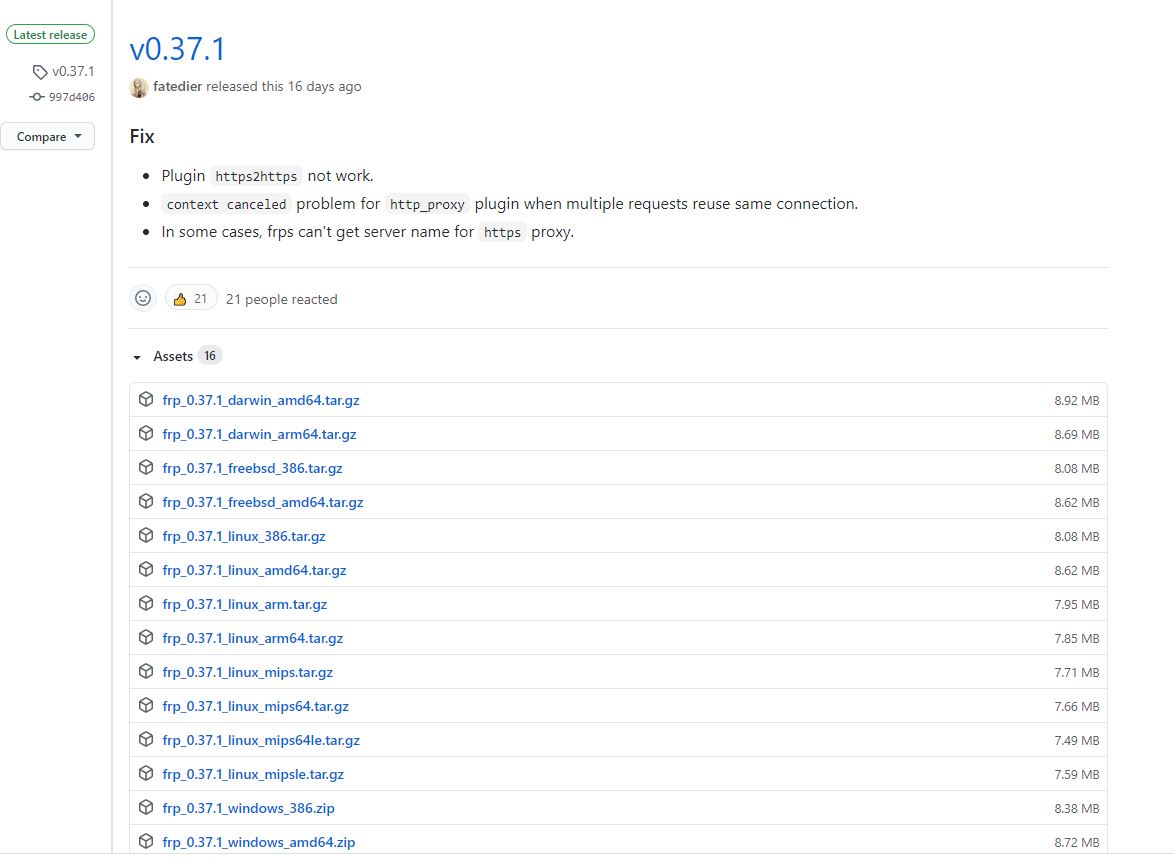 Latest release
v0.37.1
997d406
Compare
v0.37.1
fatedier released this 16 days ago
Fix
Plugin https2https not work.
context canceled problem for http_proxy plugin when multiple requests reuse same connection.
In some cases, frps can't get server name for https proxy.
21 21 people reacted
Assets 16
frp_0.37.1_darwin_amd64.tar.gz 8.92 MB
frp_0.37.1_darwin_arm64.tar.gz 8.69 MB
frp_0.37.1_freebsd_386.tar.gz 8.08 MB
frp_0.37.1_freebsd_amd64.tar.gz 8.62 MB
frp_0.37.1_linux_386.tar.gz 8.08 MB
frp_0.37.1_linux_amd64.tar.gz 8.62 MB
frp_0.37.1_linux_arm.tar.gz 7.95 MB
frp_0.37.1_linux_arm64.tar.gz 7.85 MB
frp_0.37.1_linux_mips.tar.gz 7.71 MB
frp_0.37.1_linux_mips64.tar.gz 7.66 MB
frp_0.37.1_linux_mips64le.tar.gz 7.49 MB
frp_0.37.1_linux_mipsle.tar.gz 7.59 MB
frp_0.37.1_windows_386.zip 8.38 MB
frp_0.37.1_windows_amd64.zip 8.72 MB